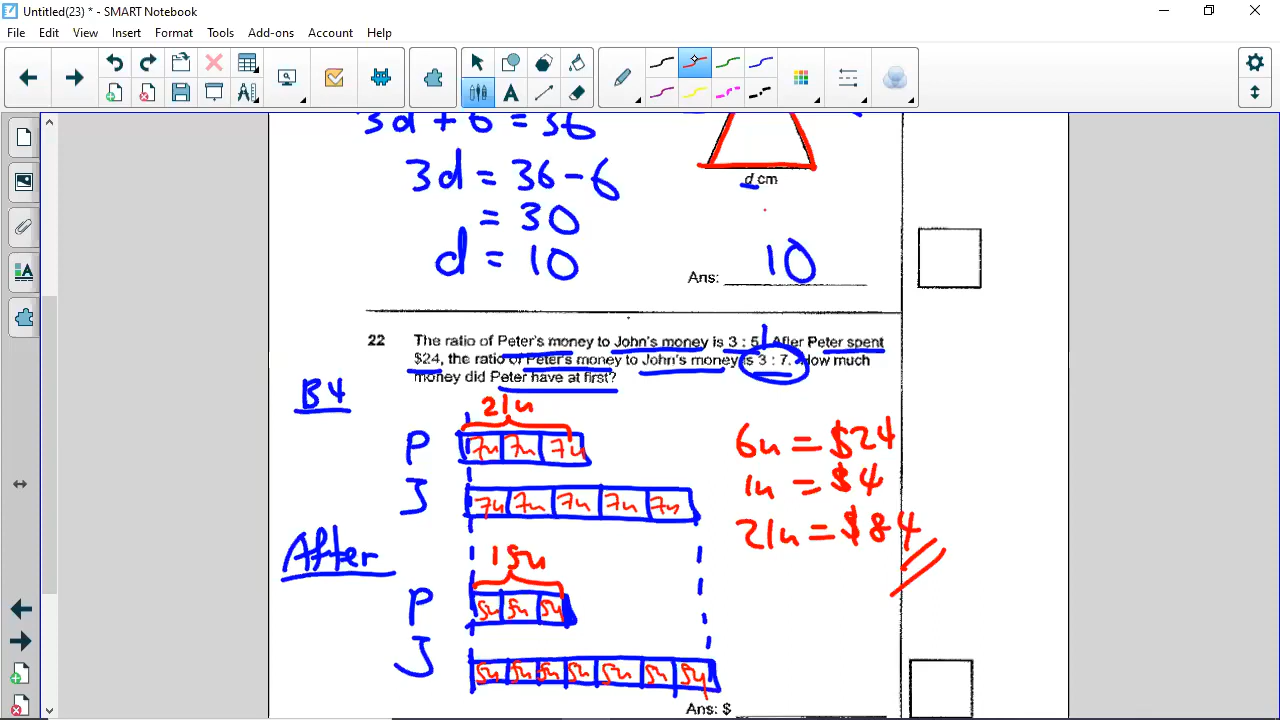 Untitled(23) * - SMART Notebook
File Edit View Insert Format Tools Add-ons Account Help
3d + 6 = 36
3d = 36 - 6
= 30
d = 10
d cm
10
Ans:
22 The ratio of Peter's money to John's money is 3 : 5. After Peter spent
$24, the ratio of Peter's money to John's money is 3 : 7. How much
money did Peter have at first?
B4
21u
P 7u 7u 7u
J 7u 7u 7u 7u 7u
6u = $24
1u = $4
21u = $84
After
15u
P 5u 5u 5u
J 5u 5u 5u 5u 5u 5u 5u
Ans: $